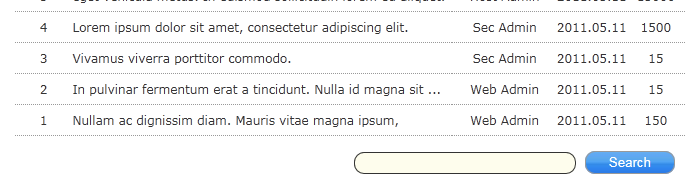 4 Lorem ipsum dolor sit amet, consectetur adipiscing elit. Sec Admin 2011.05.11 1500
3 Vivamus viverra porttitor commodo. Sec Admin 2011.05.11 15
2 In pulvinar fermentum erat a tincidunt. Nulla id magna sit ... Web Admin 2011.05.11 15
1 Nullam ac dignissim diam. Mauris vitae magna ipsum, Web Admin 2011.05.11 150
Search